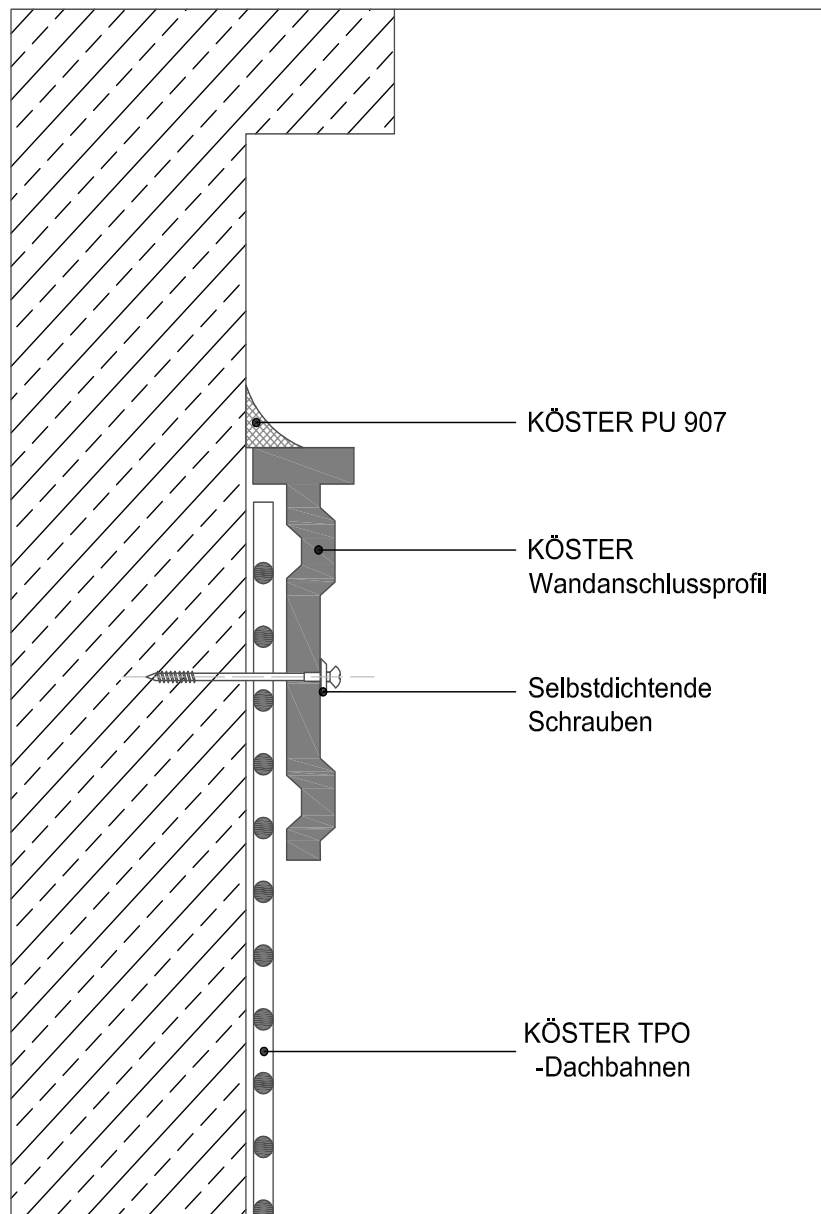 KÖSTER PU 907
KÖSTER
Wandanschlussprofil
Selbstdichtende
Schrauben
KÖSTER TPO
-Dachbahnen